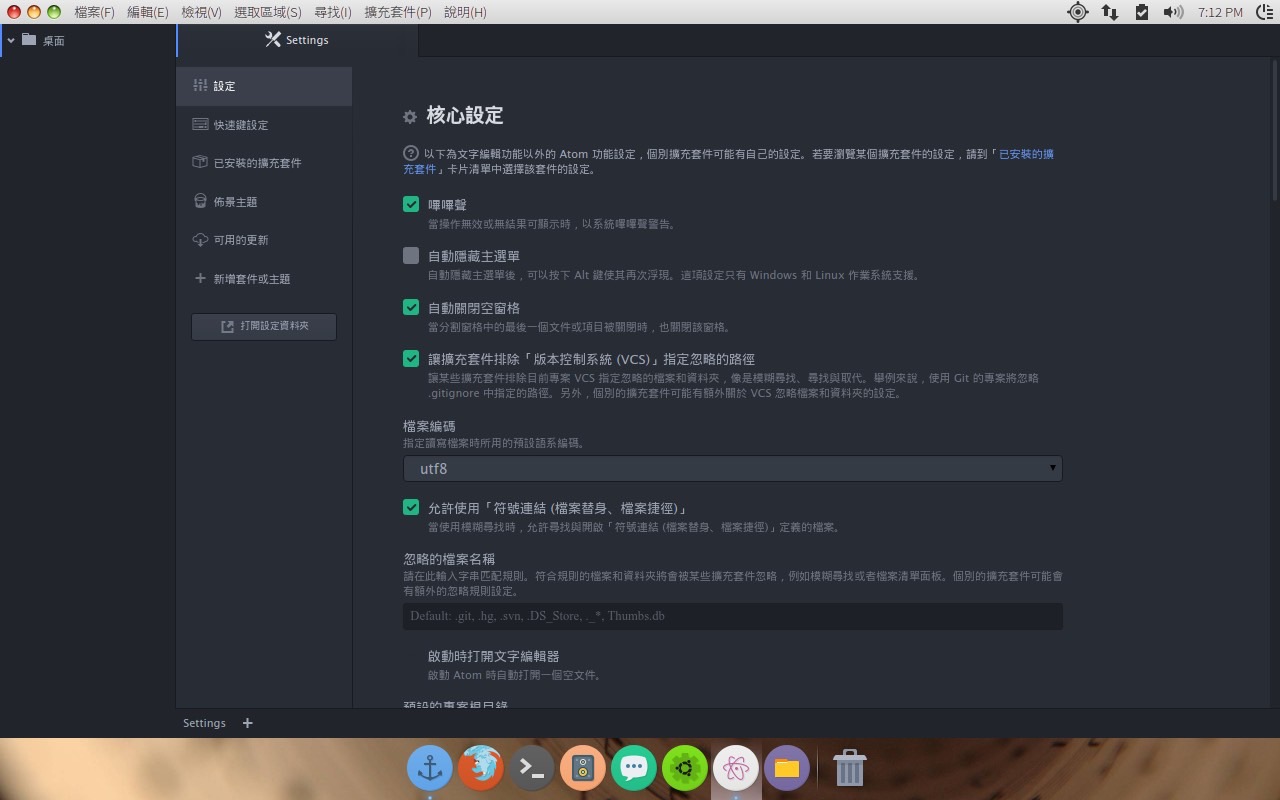 檔案(F) 編輯(E) 檢視(V) 選取區域(S) 尋找(I) 擴充套件(P) 說明(H) 7:12 PM
桌面
Settings
設定
快速鍵設定
已安裝的擴充套件
佈景主題
可用的更新
新增套件或主題
打開設定資料夾
核心設定
以下為文字編輯功能以外的 Atom 功能設定，個別擴充套件可能有自己的設定。若要瀏覽某個擴充套件的設定，請到「已安裝的擴
充套件」卡片清單中選擇該套件的設定。
嗶嗶聲
當操作無效或無結果可顯示時，以系統嗶嗶聲警告。
自動隱藏主選單
自動隱藏主選單後，可以按下 Alt 鍵使其再次浮現。這項設定只有 Windows 和 Linux 作業系統支援。
自動關閉空窗格
當分割窗格中的最後一個文件或項目被關閉時，也關閉該窗格。
讓擴充套件排除「版本控制系統 (VCS)」指定忽略的路徑
讓某些擴充套件排除目前專案 VCS 指定忽略的檔案和資料夾，像是模糊尋找、尋找與取代。舉例來說，使用 Git 的專案將忽略
.gitignore 中指定的路徑。另外，個別的擴充套件可能有額外關於 VCS 忽略檔案和資料夾的設定。
檔案編碼
指定讀寫檔案時所用的預設語系編碼。
utf8
允許使用「符號連結 (檔案替身、檔案捷徑)」
當使用模糊尋找時，允許尋找與開啟「符號連結 (檔案替身、檔案捷徑)」定義的檔案。
忽略的檔案名稱
請在此輸入字串匹配規則。符合規則的檔案和資料夾將會被某些擴充套件忽略，例如模糊尋找或者檔案清單面板。個別的擴充套件可能會
有額外的忽略規則設定。
Default: .git, .hg, .svn, .DS_Store, ._*, Thumbs.db
啟動時打開文字編輯器
啟動 Atom 時自動打開一個空文件。
預設的專案根目錄
Settings +